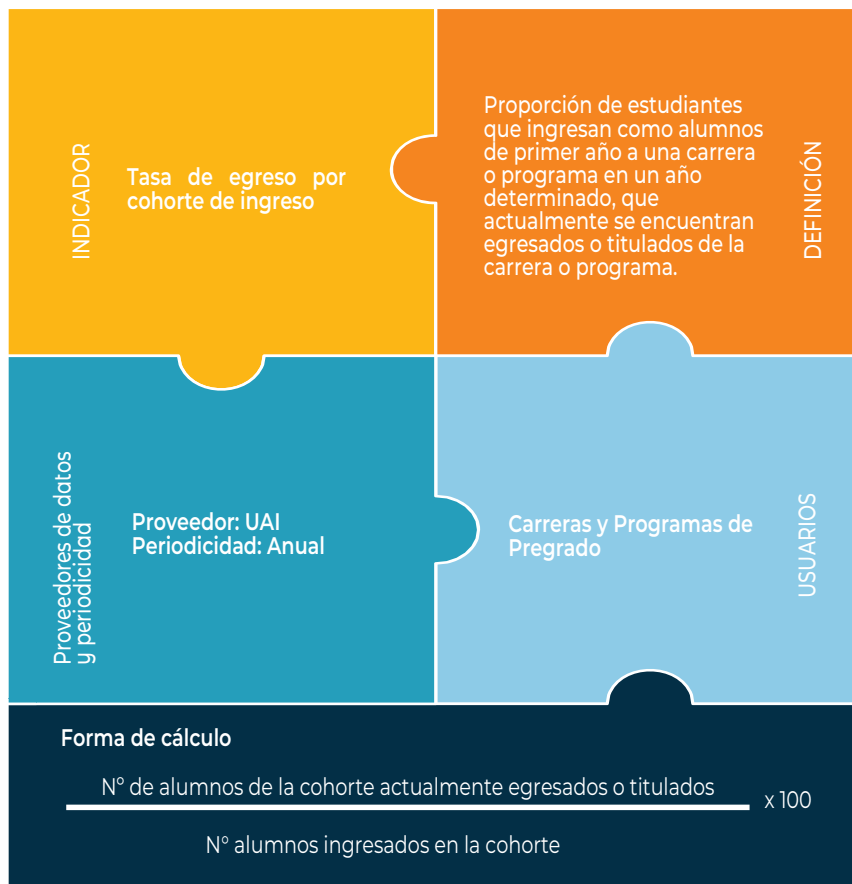 INDICADOR
Tasa de egreso por
cohorte de ingreso
Proporción de estudiantes
que ingresan como alumnos
de primer año a una carrera
o programa en un año
determinado, que
actualmente se encuentran
egresados o titulados de la
carrera o programa.
DEFINICIÓN
Proveedores de datos
y periodicidad
Proveedor: UAI
Periodicidad: Anual
Carreras y Programas de
Pregrado
USUARIOS
Forma de cálculo
N° de alumnos de la cohorte actualmente egresados o titulados
x 100
N° alumnos ingresados en la cohorte